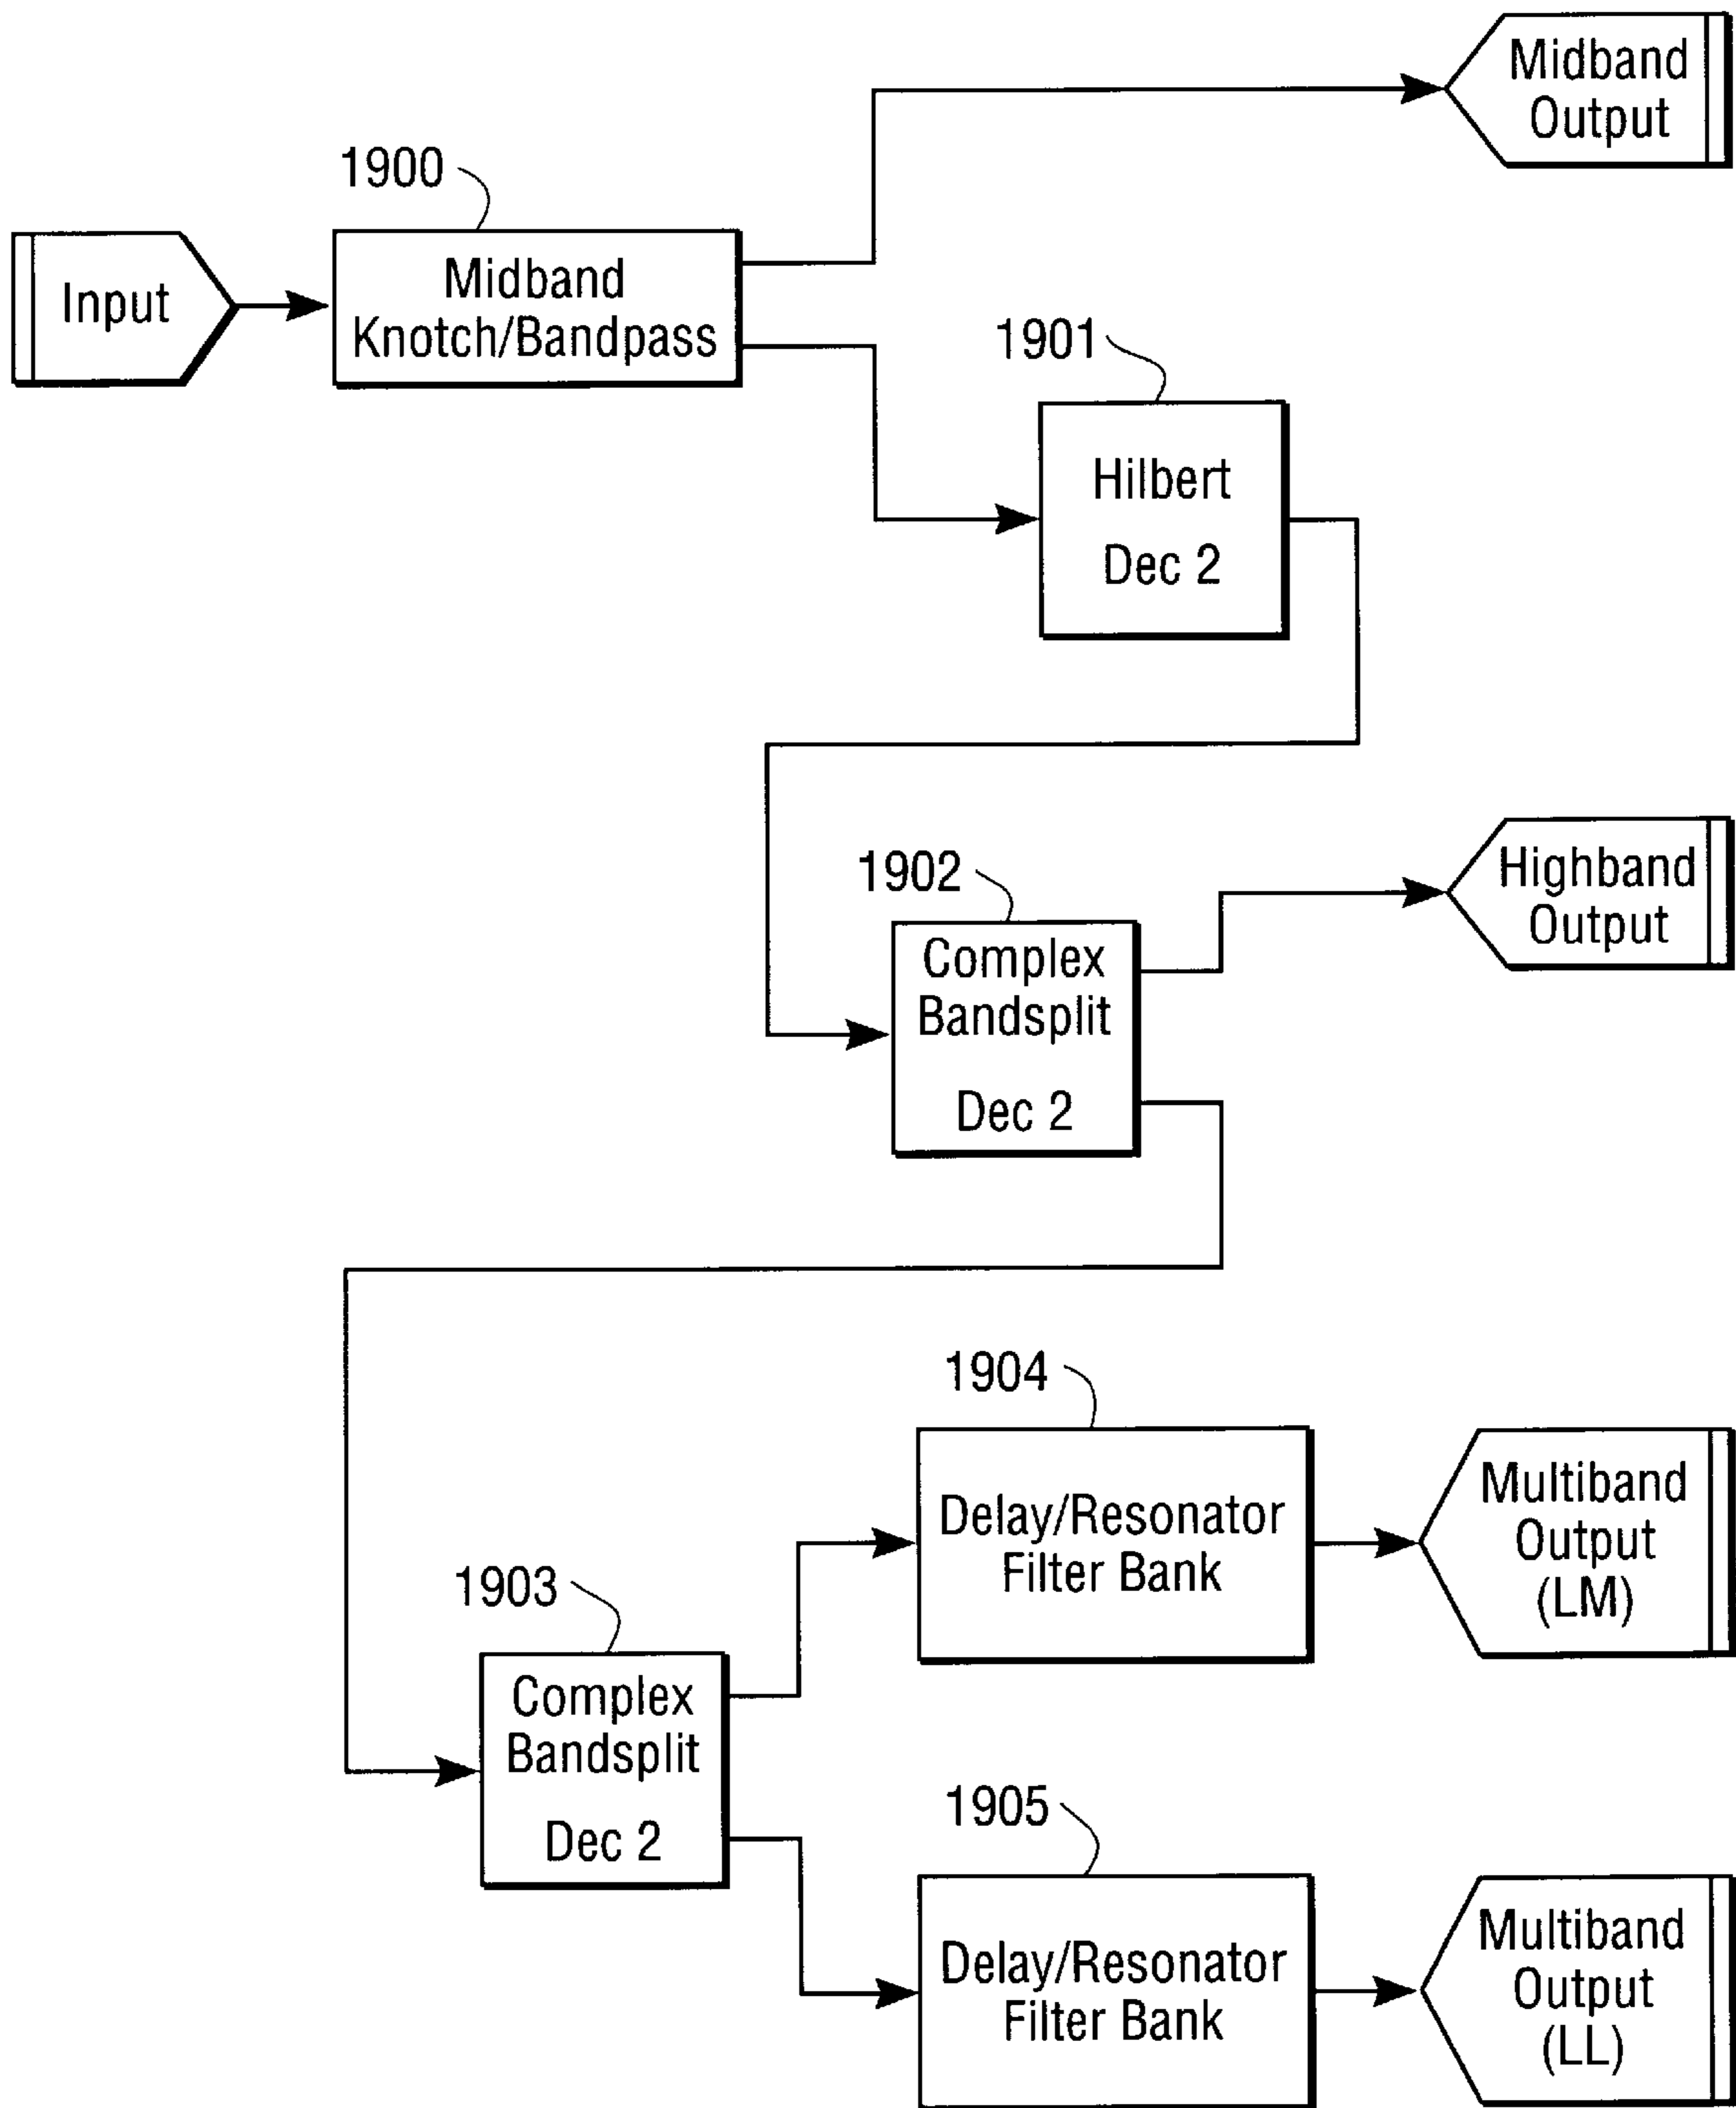 Midband
Output
1900
Input
Midband
Knotch/Bandpass
1901
Hilbert
Dec 2
1902
Complex
Bandsplit
Dec 2
Highband
Output
1904
Delay/Resonator
Filter Bank
Multiband
Output
(LM)
1903
Complex
Bandsplit
Dec 2
1905
Delay/Resonator
Filter Bank
Multiband
Output
(LL)